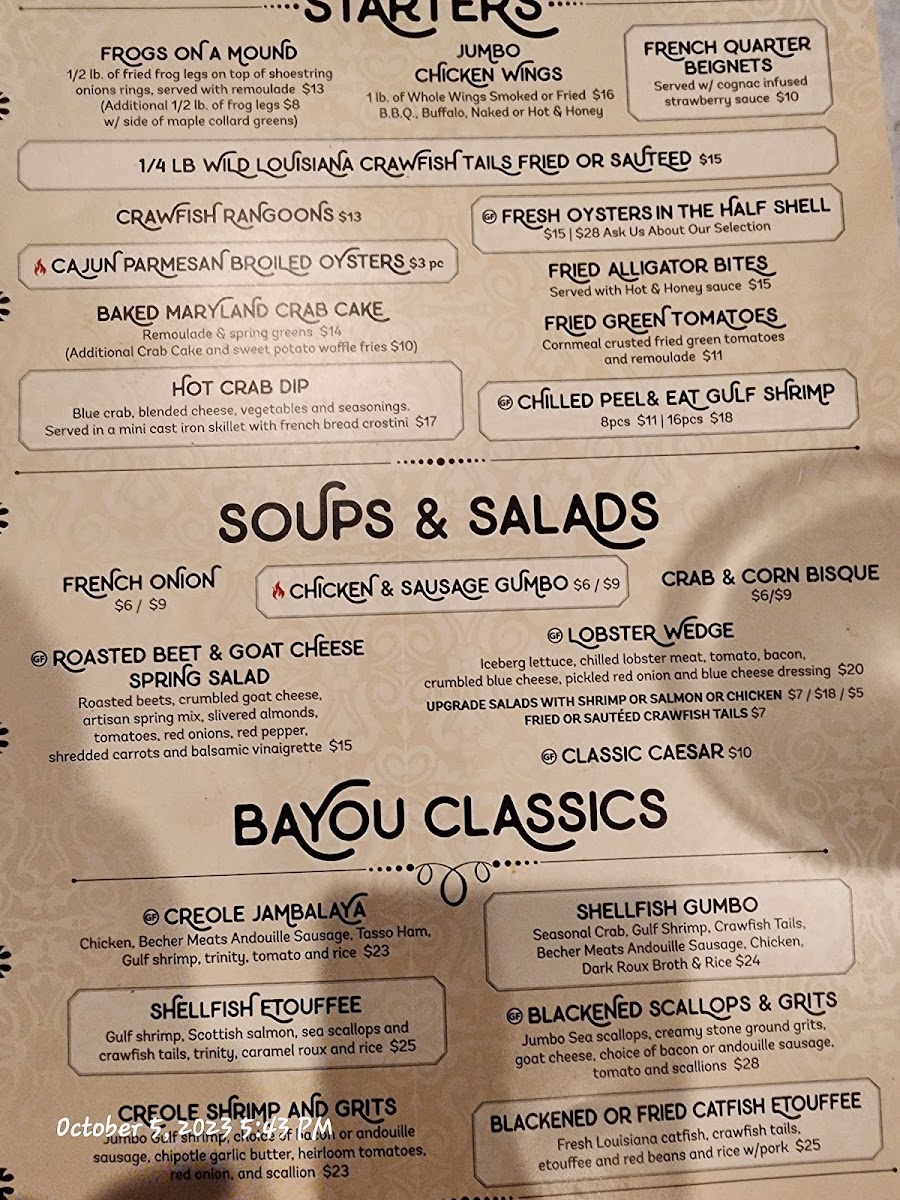 STARTERS
FROGS ON A MOUND
1/2 lb. of fried frog legs on top of shoestring
onions rings, served with remoulade $13
(Additional 1/2 lb. of frog legs $8
w/ side of maple collard greens)
JUMBO
CHICKEN WINGS
1 lb. of Whole Wings Smoked or Fried $16
B.B.Q., Buffalo, Naked or Hot & Honey
FRENCH QUARTER
BEIGNETS
Served w/ cognac infused
strawberry sauce $10
1/4 LB WILD LOUISIANA CRAWFISH TAILS FRIED OR SAUTEED $15
CRAWFISH RANGOONS $13
CAJUN PARMESAN BROILED OYSTERS $3 pc
BAKED MARYLAND CRAB CAKE
Remoulade & spring greens $14
(Additional Crab Cake and sweet potato waffle fries $10)
HOT CRAB DIP
Blue crab, blended cheese, vegetables and seasonings.
Served in a mini cast iron skillet with french bread crostini $17
GF FRESH OYSTERS IN THE HALF SHELL
$15 | $28 Ask Us About Our Selection
FRIED ALLIGATOR BITES
Served with Hot & Honey sauce $15
FRIED GREEN TOMATOES
Cornmeal crusted fried green tomatoes
and remoulade $11
GF CHILLED PEEL & EAT GULF SHRIMP
8pcs $11 | 16pcs $18
SOUPS & SALADS
FRENCH ONION
$6 / $9
CHICKEN & SAUSAGE GUMBO $6 / $9
CRAB & CORN BISQUE
$6/$9
GF ROASTED BEET & GOAT CHEESE
SPRING SALAD
Roasted beets, crumbled goat cheese,
artisan spring mix, slivered almonds,
tomatoes, red onions, red pepper,
shredded carrots and balsamic vinaigrette $15
GF LOBSTER WEDGE
Iceberg lettuce, chilled lobster meat, tomato, bacon,
crumbled blue cheese, pickled red onion and blue cheese dressing $20
UPGRADE SALADS WITH SHRIMP OR SALMON OR CHICKEN $7 / $18 / $5
FRIED OR SAUTÉED CRAWFISH TAILS $7
GF CLASSIC CAESAR $10
BAYOU CLASSICS
GF CREOLE JAMBALAYA
Chicken, Becher Meats Andouille Sausage, Tasso Ham,
Gulf shrimp, trinity, tomato and rice $23
SHELLFISH ETOUFFEE
Gulf shrimp, Scottish salmon, sea scallops and
crawfish tails, trinity, caramel roux and rice $25
CREOLE SHRIMP AND GRITS
Jumbo Gulf shrimp, choice of bacon or andouille
sausage, chipotle garlic butter, heirloom tomatoes,
red onion, and scallion $23
SHELLFISH GUMBO
Seasonal Crab, Gulf Shrimp, Crawfish Tails,
Becher Meats Andouille Sausage, Chicken,
Dark Roux Broth & Rice $24
GF BLACKENED SCALLOPS & GRITS
Jumbo Sea scallops, creamy stone ground grits,
goat cheese, choice of bacon or andouille sausage,
tomato and scallions $28
BLACKENED OR FRIED CATFISH ETOUFFEE
Fresh Louisiana catfish, crawfish tails,
etouffee and red beans and rice w/pork $25
October 5, 2023 5:43 PM